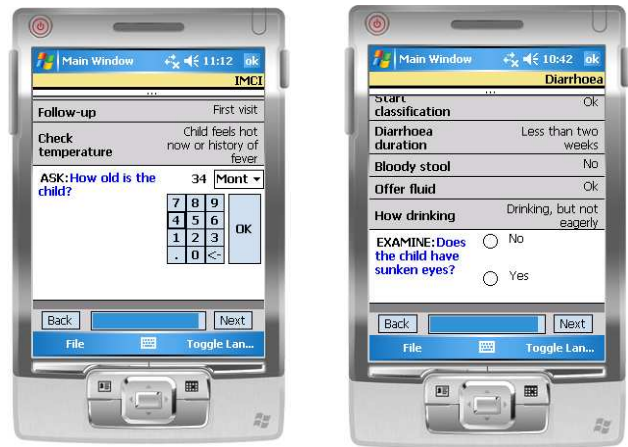 Main Window 11:12 ok
IMCI
...
Follow-up First visit
Check temperature Child feels hot now or history of fever
ASK:How old is the child? 34 Mont
7 8 9
4 5 6
1 2 3
. 0 <-
OK
Back Next
File Toggle Lan...
Main Window 10:42 ok
Diarrhoea
...
Start classification Ok
Diarrhoea duration Less than two weeks
Bloody stool No
Offer fluid Ok
How drinking Drinking, but not eagerly
EXAMINE:Does the child have sunken eyes?
No
Yes
Back Next
File Toggle Lan...